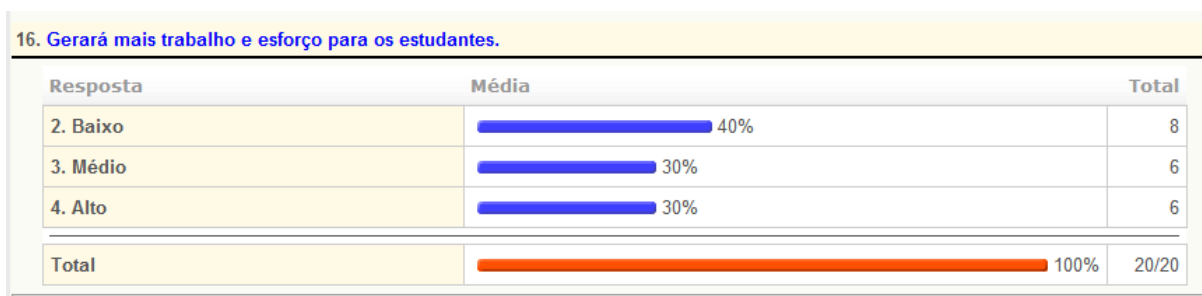 16. Gerará mais trabalho e esforço para os estudantes.
Resposta Média Total
2. Baixo 40% 8
3. Médio 30% 6
4. Alto 30% 6
Total 100% 20/20